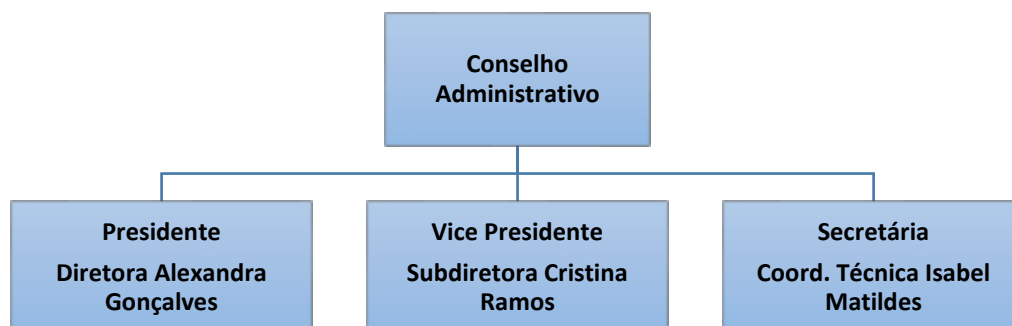 Conselho
Administrativo
Presidente
Diretora Alexandra
Gonçalves
Vice Presidente
Subdiretora Cristina
Ramos
Secretária
Coord. Técnica Isabel
Matildes